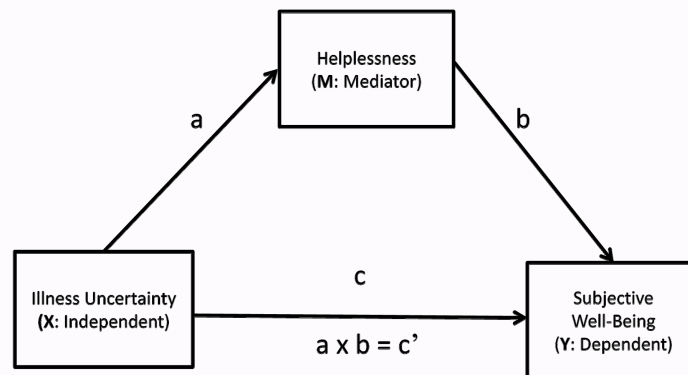 Helplessness
(M: Mediator)
a
b
Illness Uncertainty
(X: Independent)
c
a x b = c’
Subjective
Well-Being
(Y: Dependent)